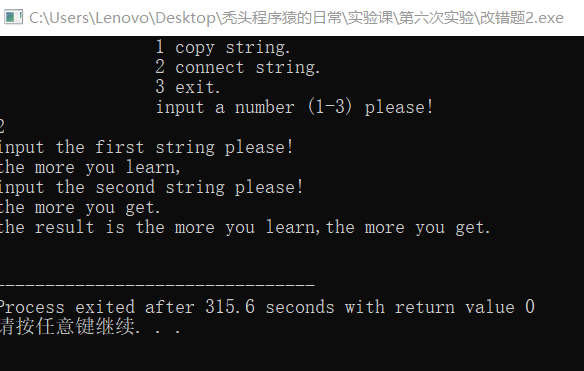 C:\Users\Lenovo\Desktop\秃头程序猿的日常\实验课\第六次实验\改错题2.exe
1 copy string.
2 connect string.
3 exit.
input a number (1-3) please!
2
input the first string please!
the more you learn,
input the second string please!
the more you get.
the result is the more you learn,the more you get.
--------------------------------
Process exited after 315.6 seconds with return value 0
请按任意键继续. . .